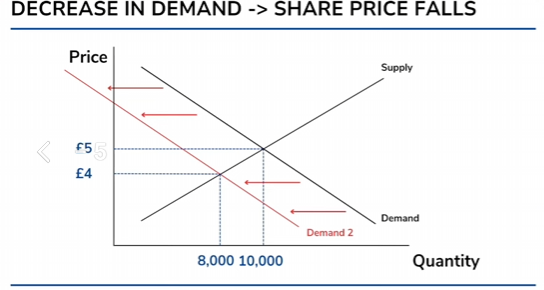 DECREASE IN DEMAND -> SHARE PRICE FALLS
Price
Supply
£5
£4
Demand
Demand 2
8,000 10,000
Quantity